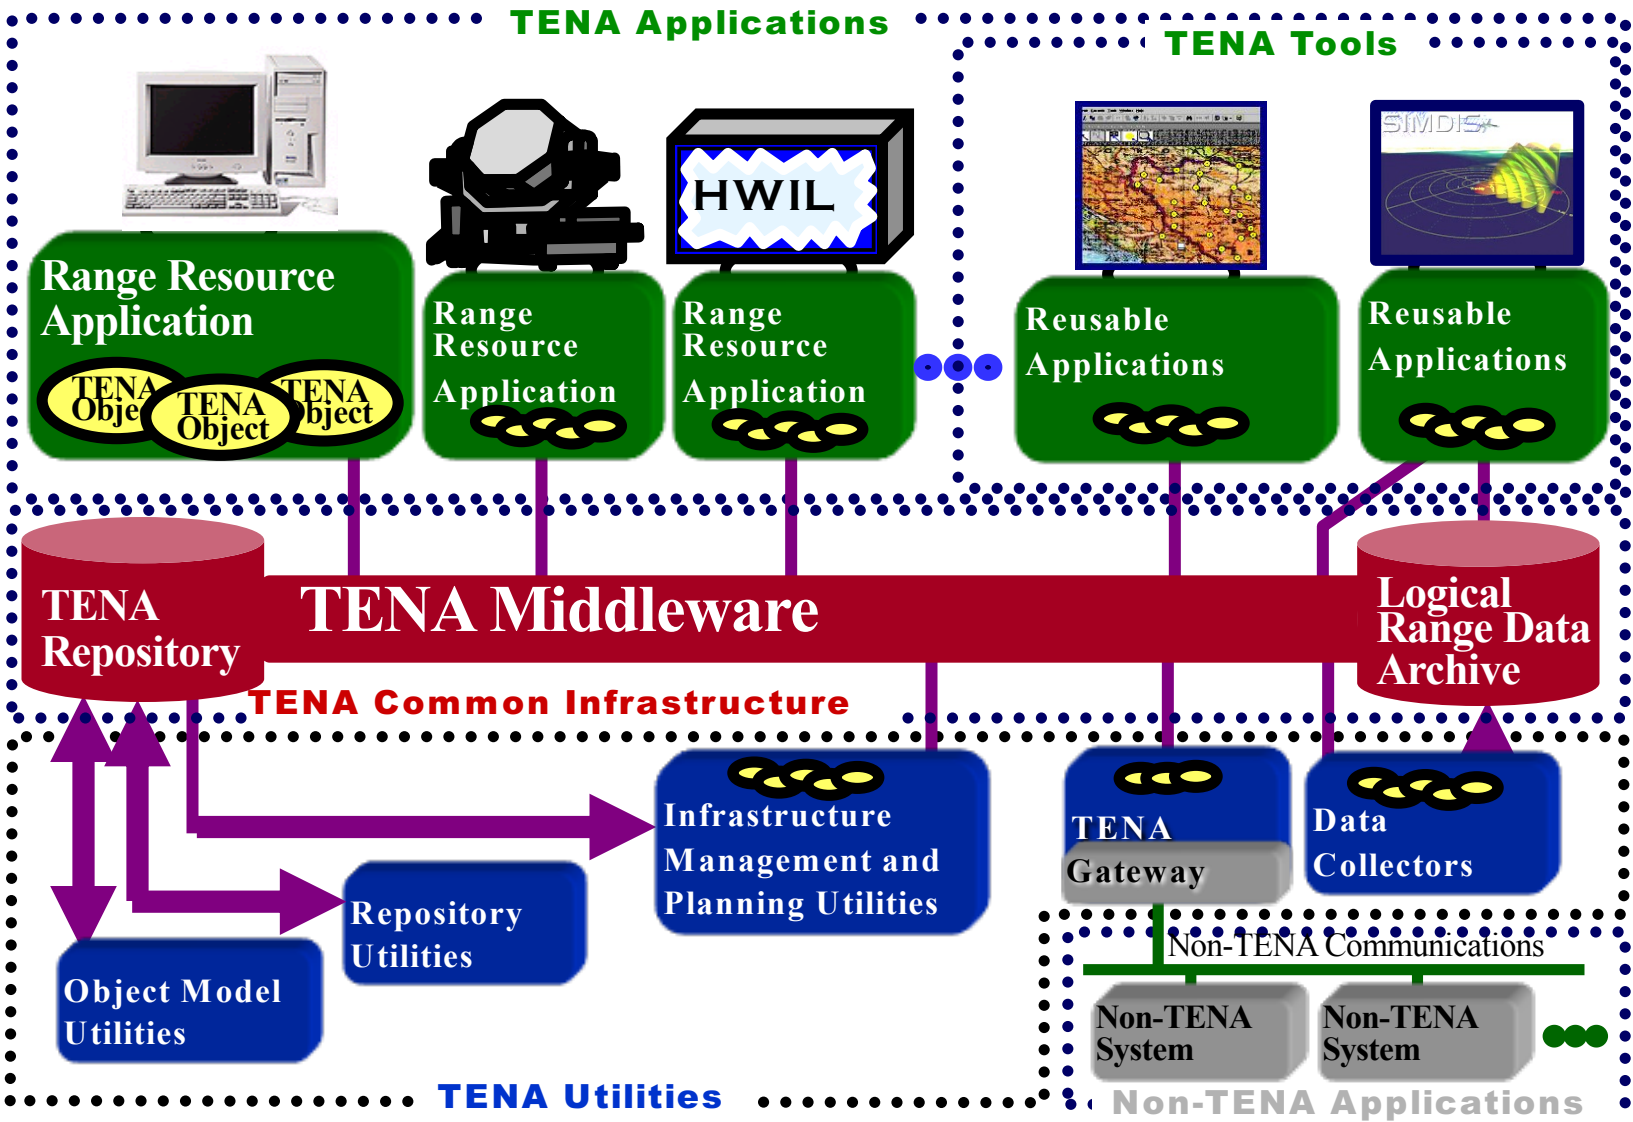 TENA Applications
TENA Tools
HWIL
SIMDIS
Range Resource
Application
TENA
Object
TENA
Object
TENA
Object
Range
Resource
Application
Range
Resource
Application
Reusable
Applications
Reusable
Applications
TENA
Repository
TENA Middleware
Logical
Range Data
Archive
TENA Common Infrastructure
Infrastructure
Management and
Planning Utilities
TENA
Gateway
Data
Collectors
Repository
Utilities
Object Model
Utilities
Non-TENA Communications
Non-TENA
System
Non-TENA
System
TENA Utilities
Non-TENA Applications